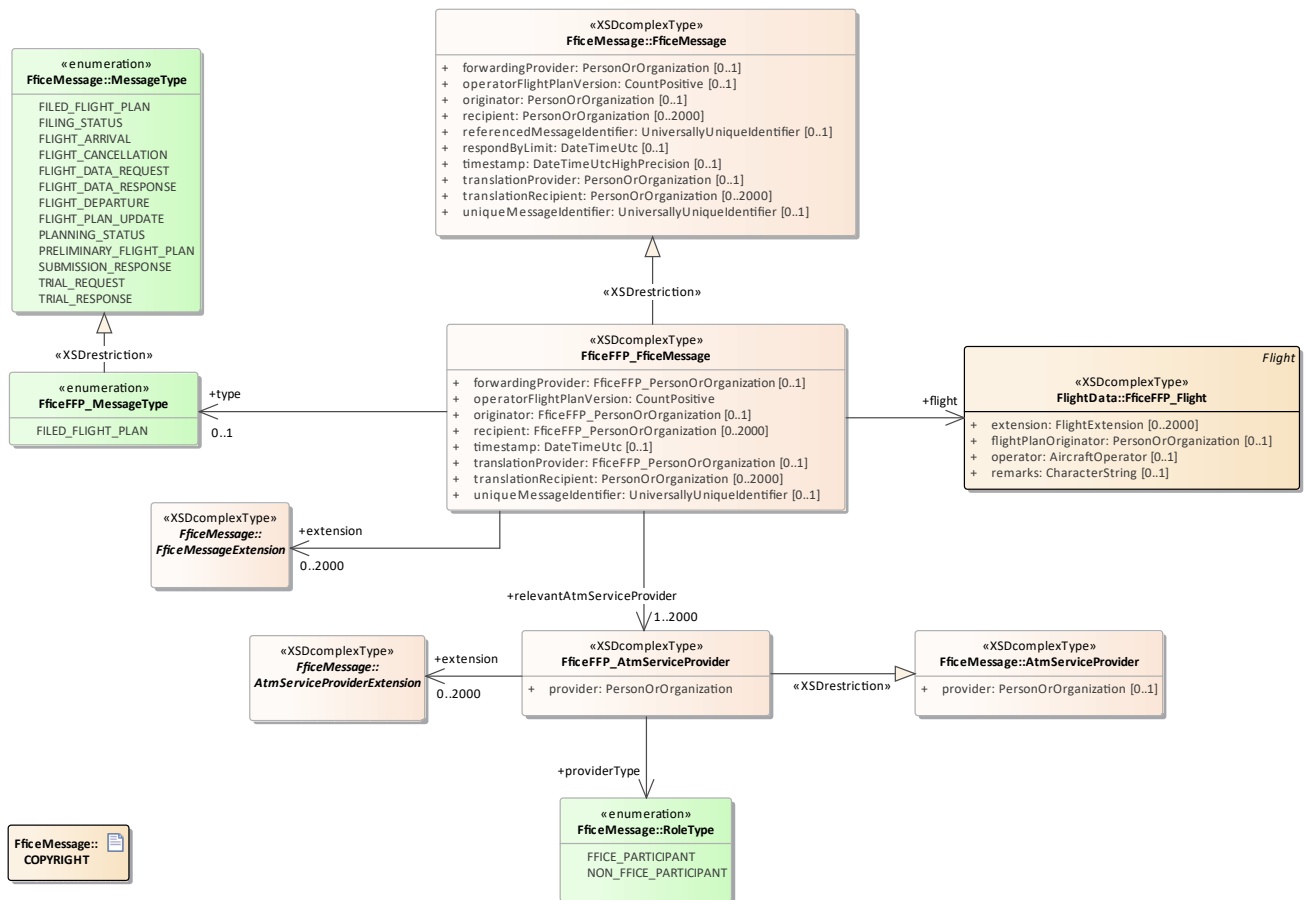 «XSDcomplexType»
FficeMessage::FficeMessage
+ forwardingProvider: PersonOrOrganization [0..1]
+ operatorFlightPlanVersion: CountPositive [0..1]
+ originator: PersonOrOrganization [0..1]
+ recipient: PersonOrOrganization [0..2000]
+ referencedMessageIdentifier: UniversallyUniqueIdentifier [0..1]
+ respondByLimit: DateTimeUtc [0..1]
+ timestamp: DateTimeUtcHighPrecision [0..1]
+ translationProvider: PersonOrOrganization [0..1]
+ translationRecipient: PersonOrOrganization [0..2000]
+ uniqueMessageIdentifier: UniversallyUniqueIdentifier [0..1]
«enumeration»
FficeMessage::MessageType
FILED_FLIGHT_PLAN
FILING_STATUS
FLIGHT_ARRIVAL
FLIGHT_CANCELLATION
FLIGHT_DATA_REQUEST
FLIGHT_DATA_RESPONSE
FLIGHT_DEPARTURE
FLIGHT_PLAN_UPDATE
PLANNING_STATUS
PRELIMINARY_FLIGHT_PLAN
SUBMISSION_RESPONSE
TRIAL_REQUEST
TRIAL_RESPONSE
«XSDrestriction»
«XSDrestriction»
«enumeration»
FficeFFP_MessageType
FILED_FLIGHT_PLAN
+type
0..1
«XSDcomplexType»
FficeFFP_FficeMessage
+ forwardingProvider: FficeFFP_PersonOrOrganization [0..1]
+ operatorFlightPlanVersion: CountPositive
+ originator: FficeFFP_PersonOrOrganization [0..1]
+ recipient: FficeFFP_PersonOrOrganization [0..2000]
+ timestamp: DateTimeUtc [0..1]
+ translationProvider: FficeFFP_PersonOrOrganization [0..1]
+ translationRecipient: PersonOrOrganization [0..2000]
+ uniqueMessageIdentifier: UniversallyUniqueIdentifier [0..1]
+flight
Flight
«XSDcomplexType»
FlightData::FficeFFP_Flight
+ extension: FlightExtension [0..2000]
+ flightPlanOriginator: PersonOrOrganization [0..1]
+ operator: AircraftOperator [0..1]
+ remarks: CharacterString [0..1]
«XSDcomplexType»
FficeMessage::
FficeMessageExtension
+extension
0..2000
+relevantAtmServiceProvider
1..2000
«XSDcomplexType»
FficeMessage::
AtmServiceProviderExtension
+extension
0..2000
«XSDcomplexType»
FficeFFP_AtmServiceProvider
+ provider: PersonOrOrganization
«XSDrestriction»
«XSDcomplexType»
FficeMessage::AtmServiceProvider
+ provider: PersonOrOrganization [0..1]
+providerType
«enumeration»
FficeMessage::RoleType
FFICE_PARTICIPANT
NON_FFICE_PARTICIPANT
FficeMessage::
COPYRIGHT